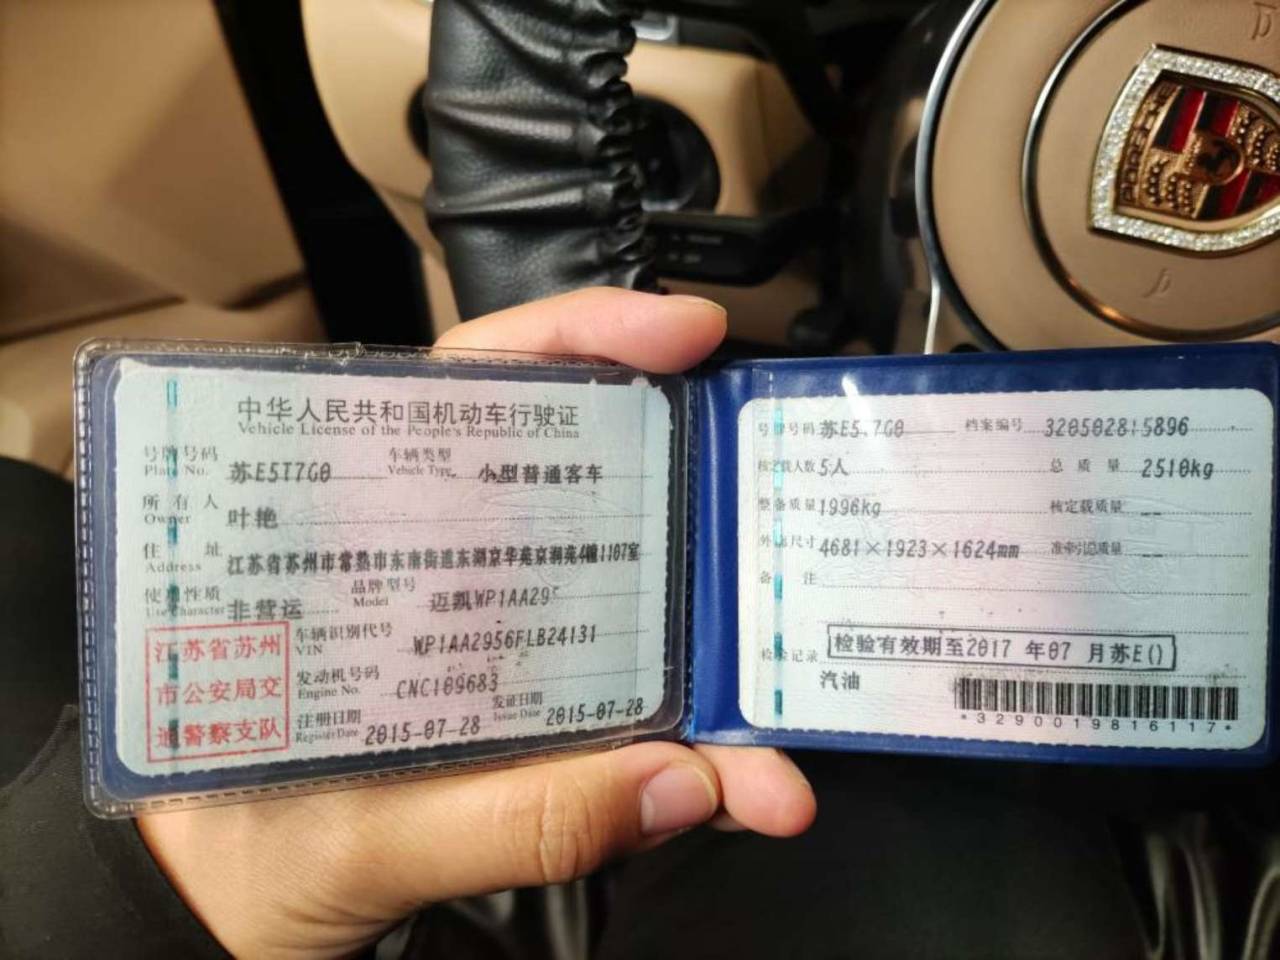 中华人民共和国机动车行驶证
Vehicle License of the People's Republic of China
号牌号码 苏E5T7G0 车辆类型 小型普通客车
Plate No. Vehicle Type
所有人 叶艳
Owner
住址 江苏省苏州市常熟市东南街道东湖京华苑京润苑4幢1107室
Address
使用性质 非营运 品牌型号 迈凯WP1AA295
Use Character Model
江苏省苏州
市公安局交
通警察支队
车辆识别代号 WP1AA2956FLB24131
VIN
发动机号码 CNC109683
Engine No.
注册日期 2015-07-28 发证日期 2015-07-28
Register Date Issue Date
号牌号码 苏E5.7G0 档案编号 320502815896
核定载人数 5人 总质量 2510kg
整备质量 1996kg 核定载质量 --
外廓尺寸 4681×1923×1624mm 准牵引总质量 --
备注
检验记录 检验有效期至2017年07月苏E()
汽油
*3290019816117*
PORSCHE